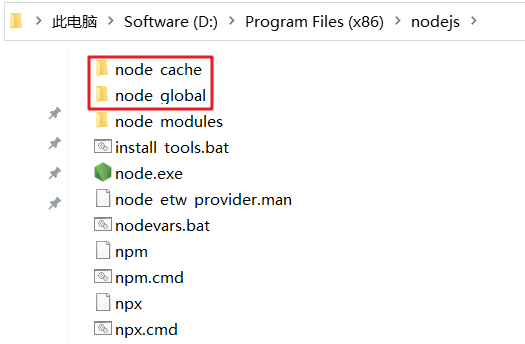 此电脑 > Software (D:) > Program Files (x86) > nodejs >
node_cache
node_global
node_modules
install_tools.bat
node.exe
node_etw_provider.man
nodevars.bat
npm
npm.cmd
npx
npx.cmd